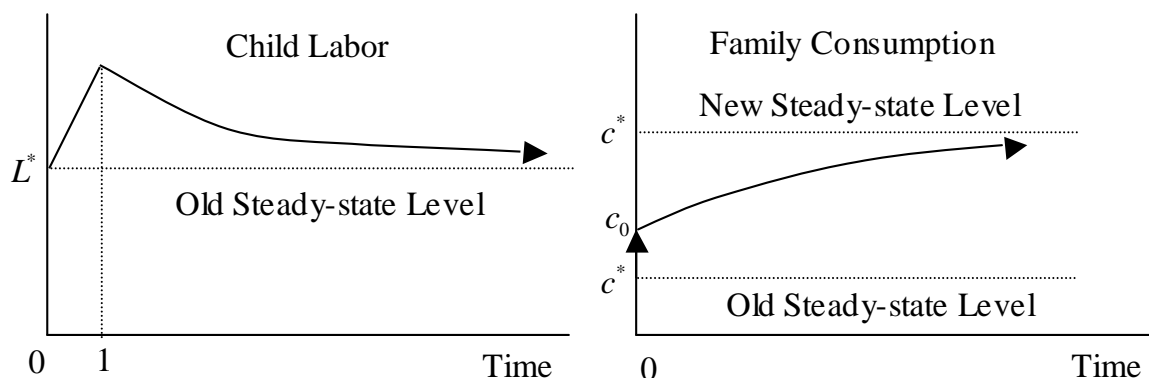 Child Labor
L*
Old Steady-state Level
0
1
Time
Family Consumption
New Steady-state Level
c*
c₀
c*
Old Steady-state Level
0
Time